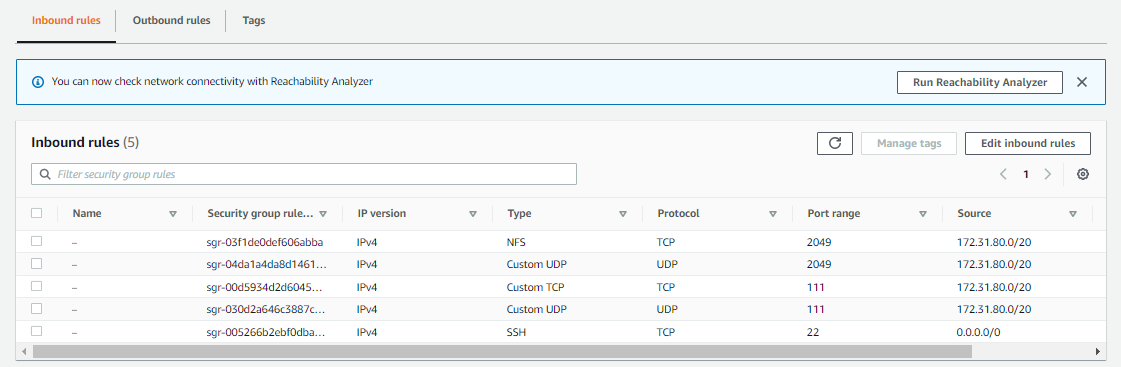 Inbound rules Outbound rules Tags
You can now check network connectivity with Reachability Analyzer Run Reachability Analyzer
Inbound rules (5) Manage tags Edit inbound rules
Filter security group rules 1
Name Security group rule... IP version Type Protocol Port range Source
– sgr-03f1de0def606abba IPv4 NFS TCP 2049 172.31.80.0/20
– sgr-04da1a4da8d1461... IPv4 Custom UDP UDP 2049 172.31.80.0/20
– sgr-00d5934d2d6045... IPv4 Custom TCP TCP 111 172.31.80.0/20
– sgr-030d2a646c3887c... IPv4 Custom UDP UDP 111 172.31.80.0/20
– sgr-005266b2ebf0dba... IPv4 SSH TCP 22 0.0.0.0/0